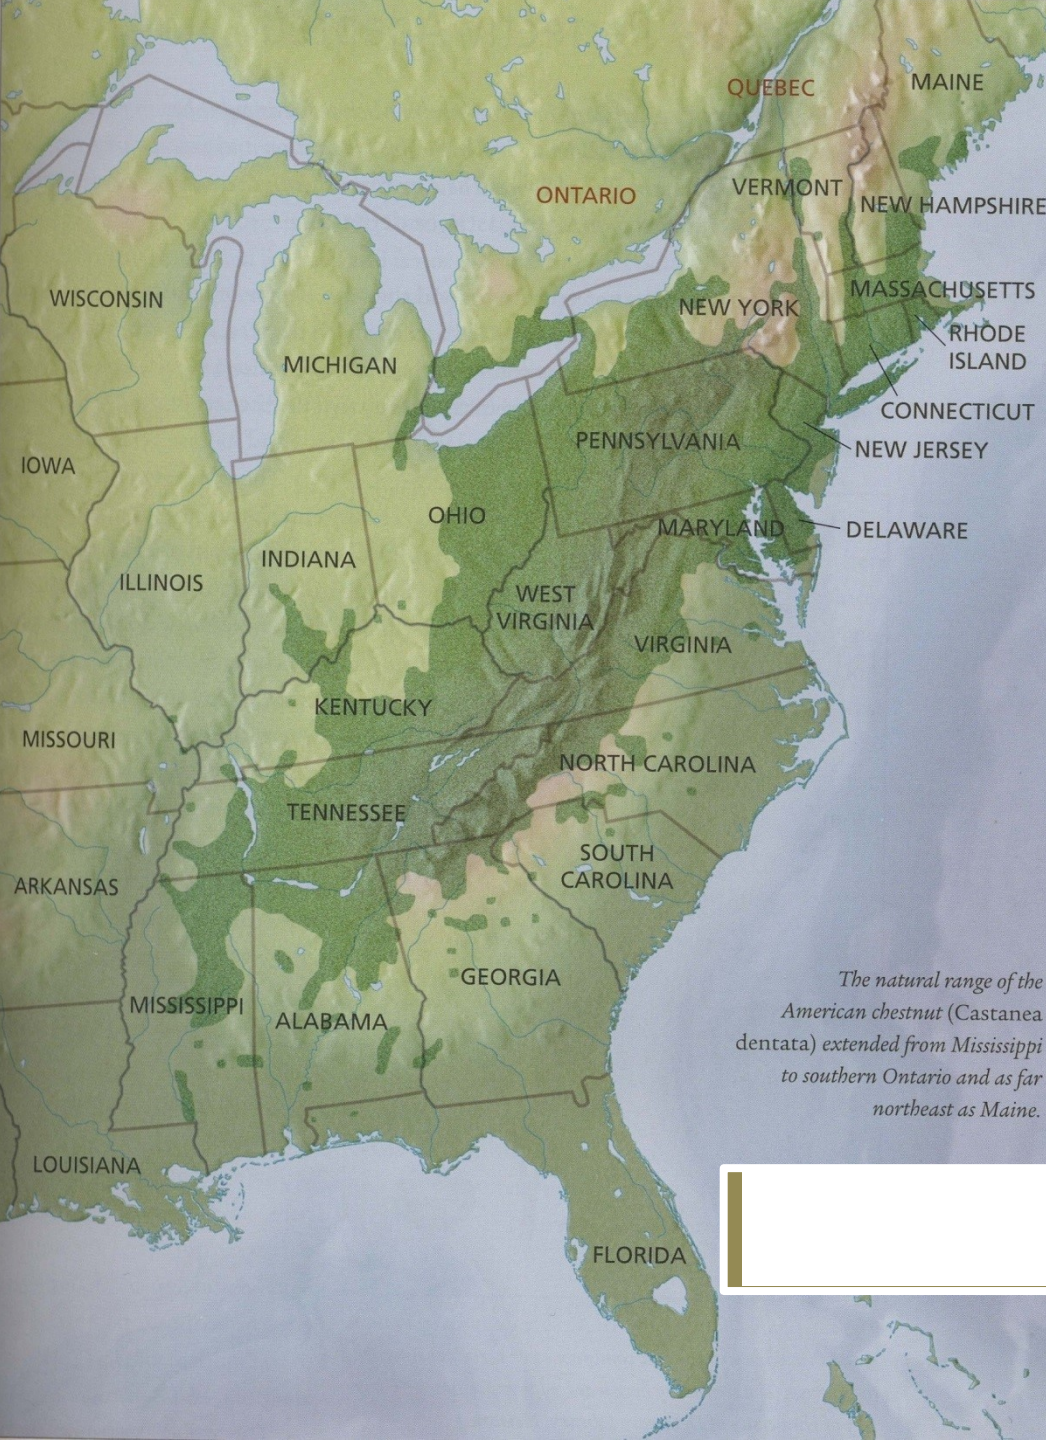 QUEBEC
MAINE
ONTARIO
VERMONT
NEW HAMPSHIRE
WISCONSIN
MASSACHUSETTS
NEW YORK
RHODE
ISLAND
MICHIGAN
CONNECTICUT
PENNSYLVANIA
NEW JERSEY
IOWA
OHIO
MARYLAND
DELAWARE
INDIANA
ILLINOIS
WEST
VIRGINIA
VIRGINIA
KENTUCKY
MISSOURI
NORTH CAROLINA
TENNESSEE
SOUTH
CAROLINA
ARKANSAS
GEORGIA
MISSISSIPPI
ALABAMA
The natural range of the
American chestnut (Castanea
dentata) extended from Mississippi
to southern Ontario and as far
northeast as Maine.
LOUISIANA
FLORIDA